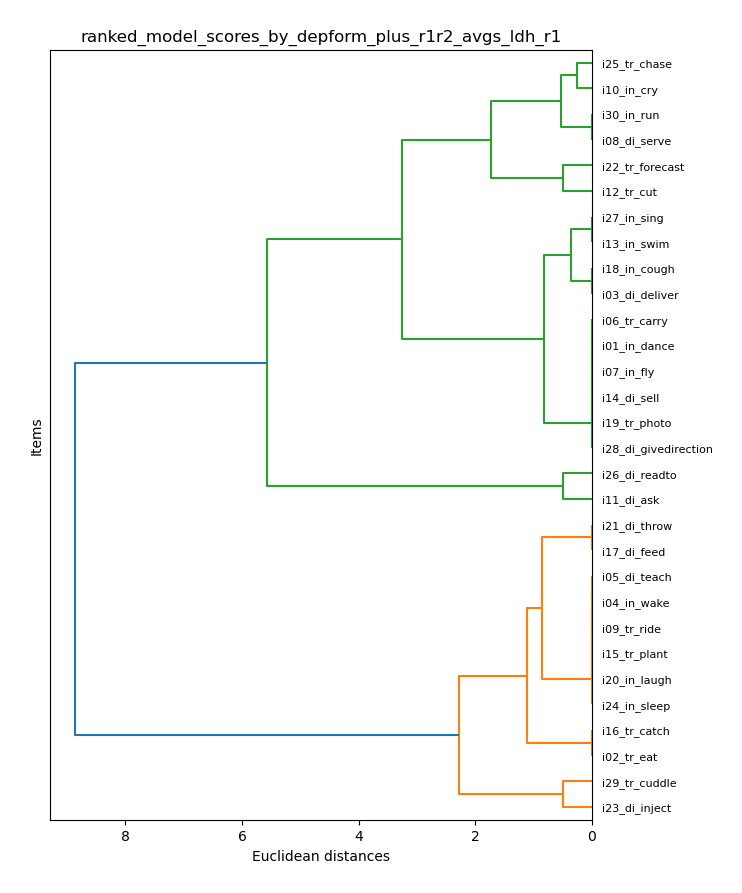 ranked_model_scores_by_depform_plus_r1r2_avgs_ldh_r1
i25_tr_chase
i10_in_cry
i30_in_run
i08_di_serve
i22_tr_forecast
i12_tr_cut
i27_in_sing
i13_in_swim
i18_in_cough
i03_di_deliver
i06_tr_carry
i01_in_dance
i07_in_fly
i14_di_sell
i19_tr_photo
i28_di_givedirection
i26_di_readto
i11_di_ask
i21_di_throw
i17_di_feed
i05_di_teach
i04_in_wake
i09_tr_ride
i15_tr_plant
i20_in_laugh
i24_in_sleep
i16_tr_catch
i02_tr_eat
i29_tr_cuddle
i23_di_inject
Items
8 6 4 2 0
Euclidean distances